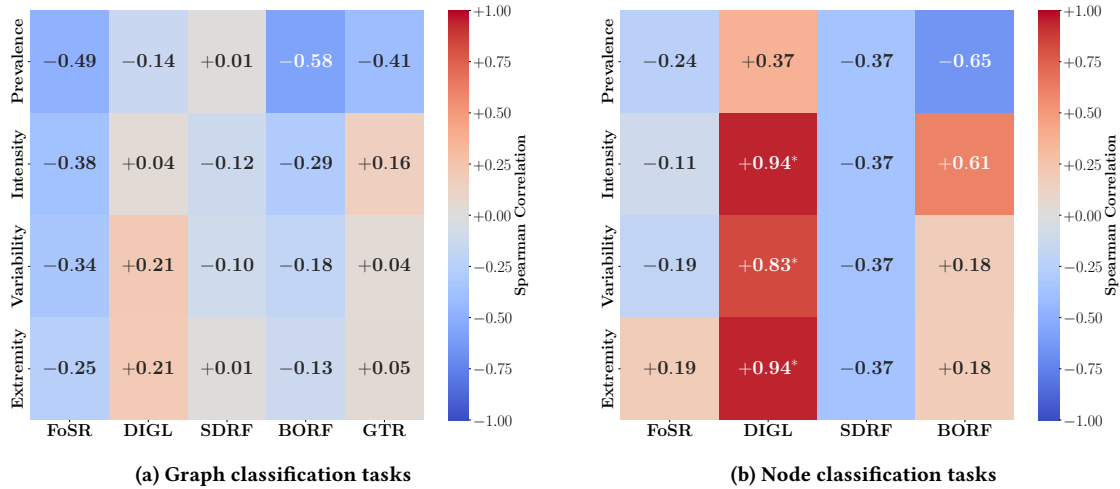 Prevalence −0.49 −0.14 +0.01 −0.58 −0.41
Intensity −0.38 +0.04 −0.12 −0.29 +0.16
Variability −0.34 +0.21 −0.10 −0.18 +0.04
Extremity −0.25 +0.21 +0.01 −0.13 +0.05
FoSR DIGL SDRF BORF GTR
+1.00
+0.75
+0.50
+0.25
+0.00
−0.25
−0.50
−0.75
−1.00
Spearman Correlation
(a) Graph classification tasks
Prevalence −0.24 +0.37 −0.37 −0.65
Intensity −0.11 +0.94* −0.37 +0.61
Variability −0.19 +0.83* −0.37 +0.18
Extremity +0.19 +0.94* −0.37 +0.18
FoSR DIGL SDRF BORF
+1.00
+0.75
+0.50
+0.25
+0.00
−0.25
−0.50
−0.75
−1.00
Spearman Correlation
(b) Node classification tasks